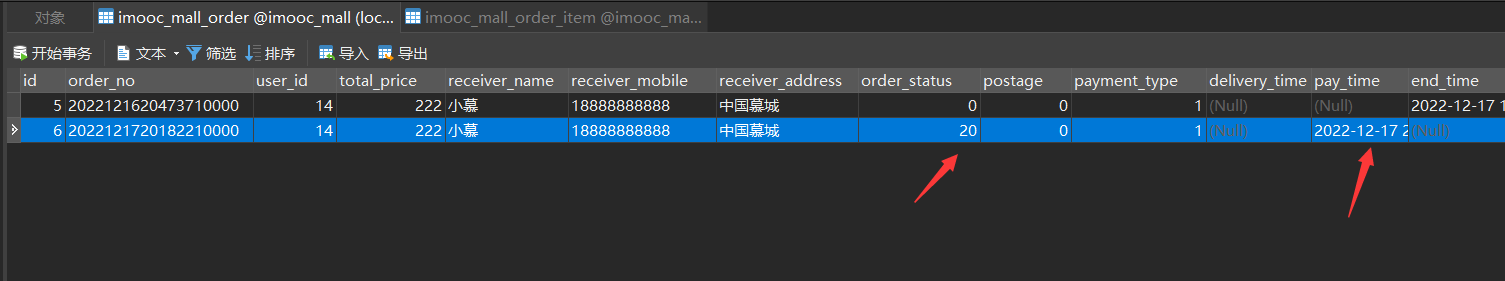 对象 imooc_mall_order @imooc_mall (loc... imooc_mall_order_item @imooc_ma...
开始事务 文本 筛选 排序 导入 导出
id order_no user_id total_price receiver_name receiver_mobile receiver_address order_status postage payment_type delivery_time pay_time end_time
5 2022121620473710000 14 222 小慕 18888888888 中国慕城 0 0 1 (Null) (Null) 2022-12-17 1
6 2022121720182210000 14 222 小慕 18888888888 中国慕城 20 0 1 (Null) 2022-12-17 2 (Null)